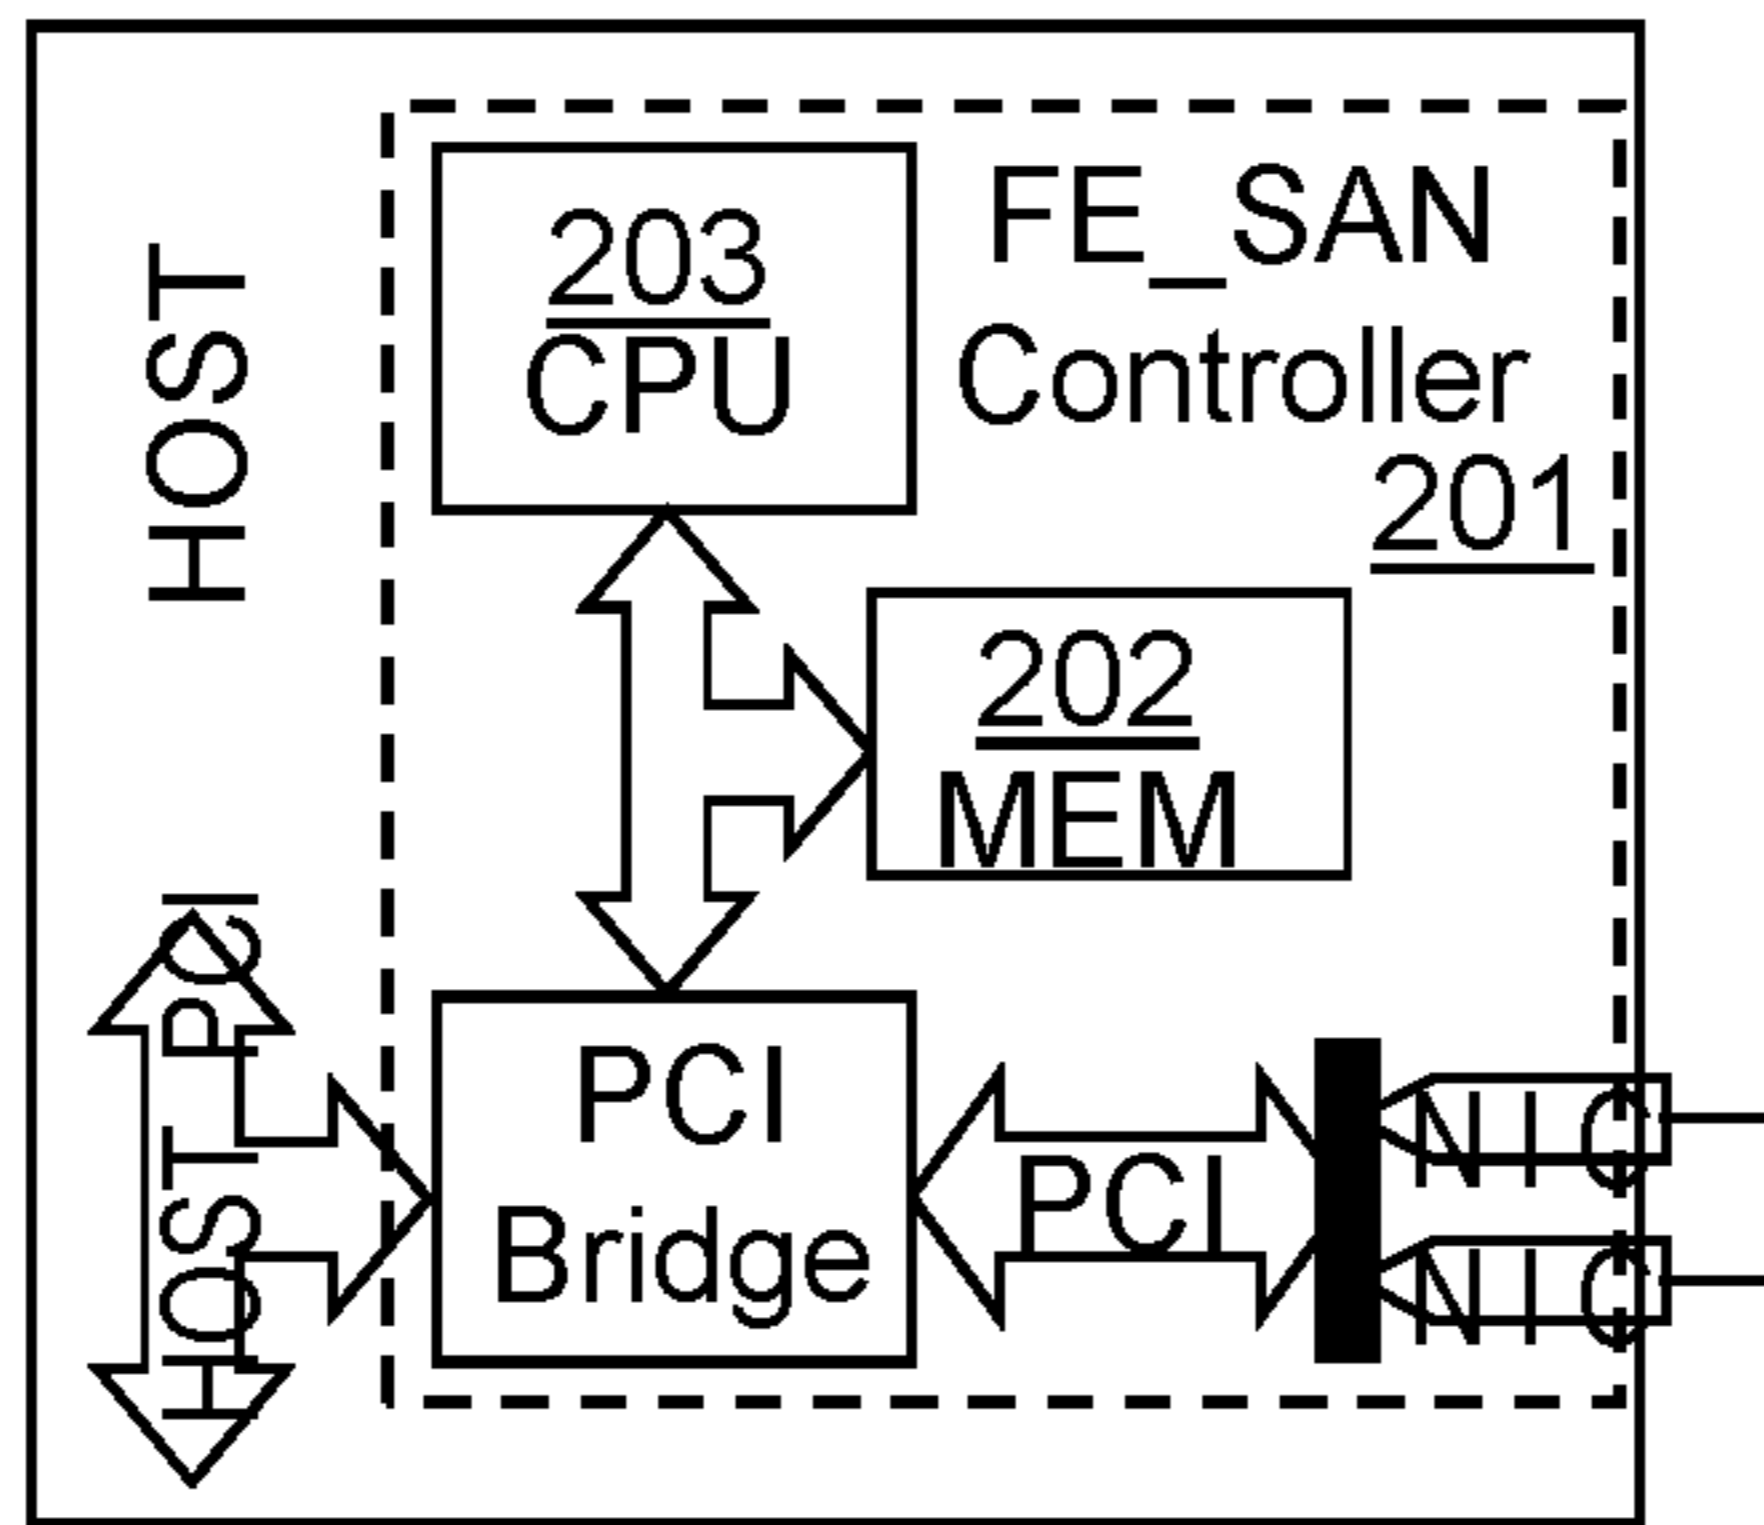 HOST
203
CPU
FE_SAN
Controller
201
202
MEM
HOST PCI
PCI
Bridge
PCI
NIC
NIC